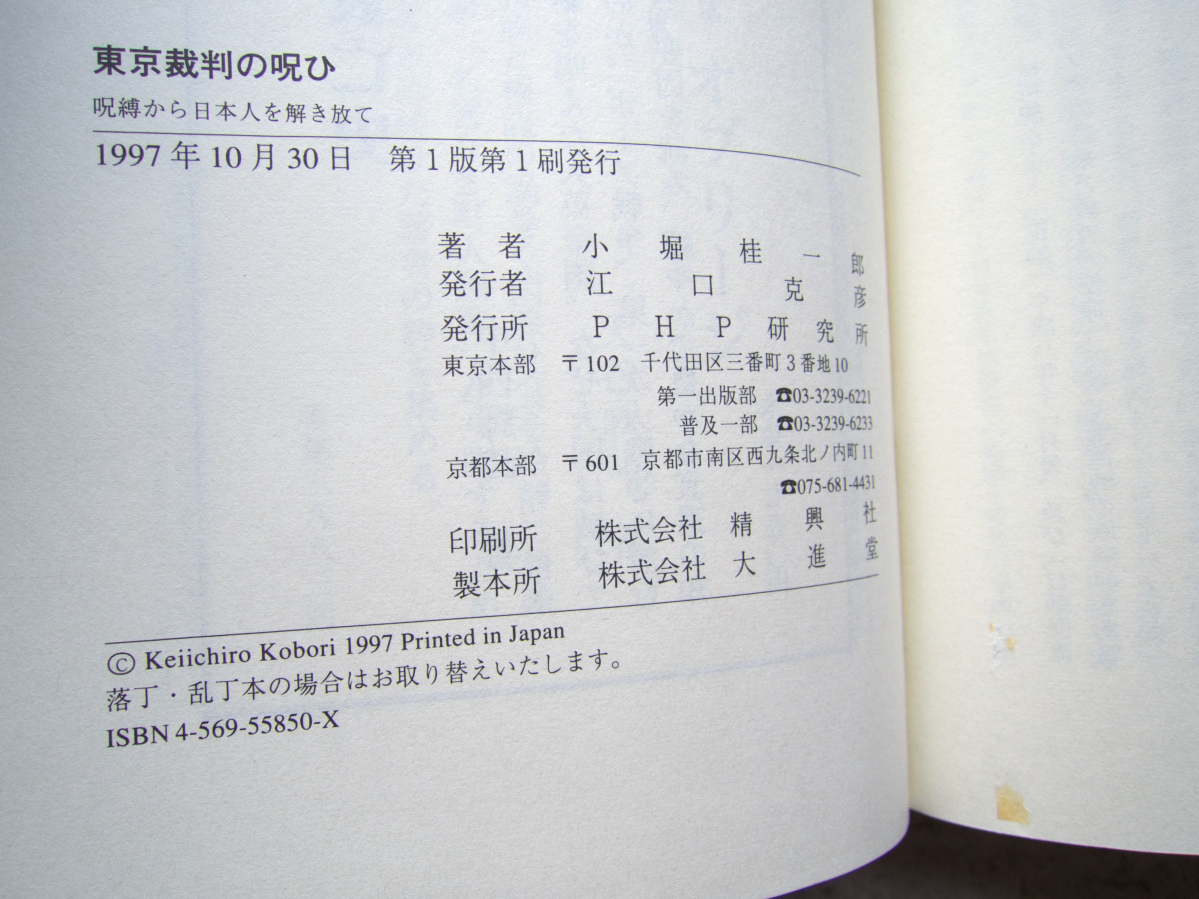 東京裁判の呪ひ
呪縛から日本人を解き放て
1997年10月30日　第1版第1刷発行
著　者　小　堀　桂　一　郎
発行者　江　口　克　彦
発行所　P　H　P　研　究　所
東京本部　〒102　千代田区三番町3番地10
第一出版部　☎03-3239-6221
普及一部　☎03-3239-6233
京都本部　〒601　京都市南区西九条北ノ内町11
☎075-681-4431
印刷所　株式会社　精　興　社
製本所　株式会社　大　進　堂
© Keiichiro Kobori 1997 Printed in Japan
落丁・乱丁本の場合はお取り替えいたします。
ISBN 4-569-55850-X